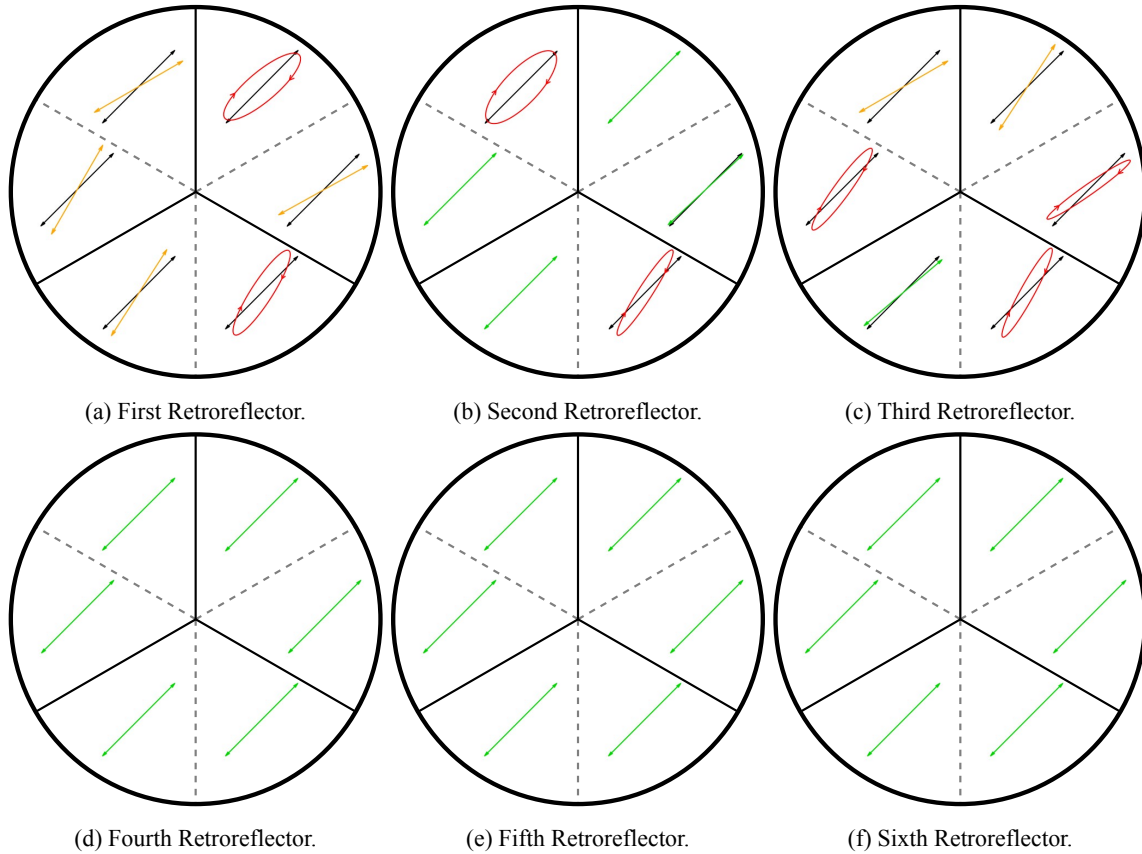 (a) First Retroreflector.
(b) Second Retroreflector.
(c) Third Retroreflector.
(d) Fourth Retroreflector.
(e) Fifth Retroreflector.
(f) Sixth Retroreflector.